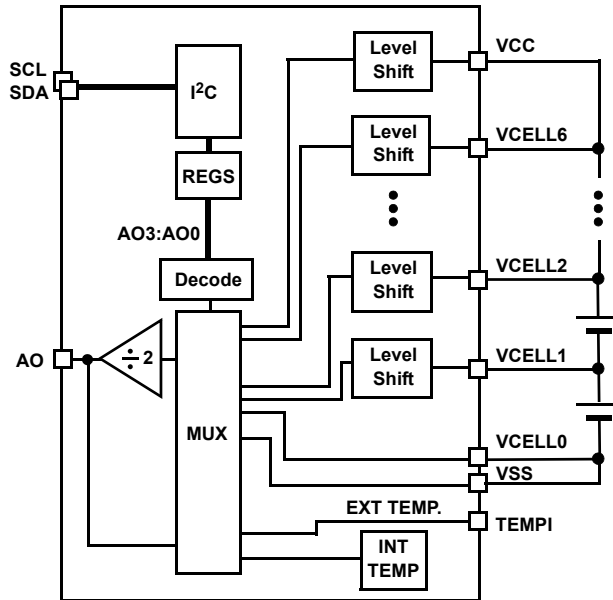 SCL
SDA
I²C
REGS
AO3:AO0
Decode
AO
÷ 2
MUX
Level
Shift
VCC
Level
Shift
VCELL6
Level
Shift
VCELL2
Level
Shift
VCELL1
VCELL0
VSS
EXT TEMP.
TEMPI
INT
TEMP